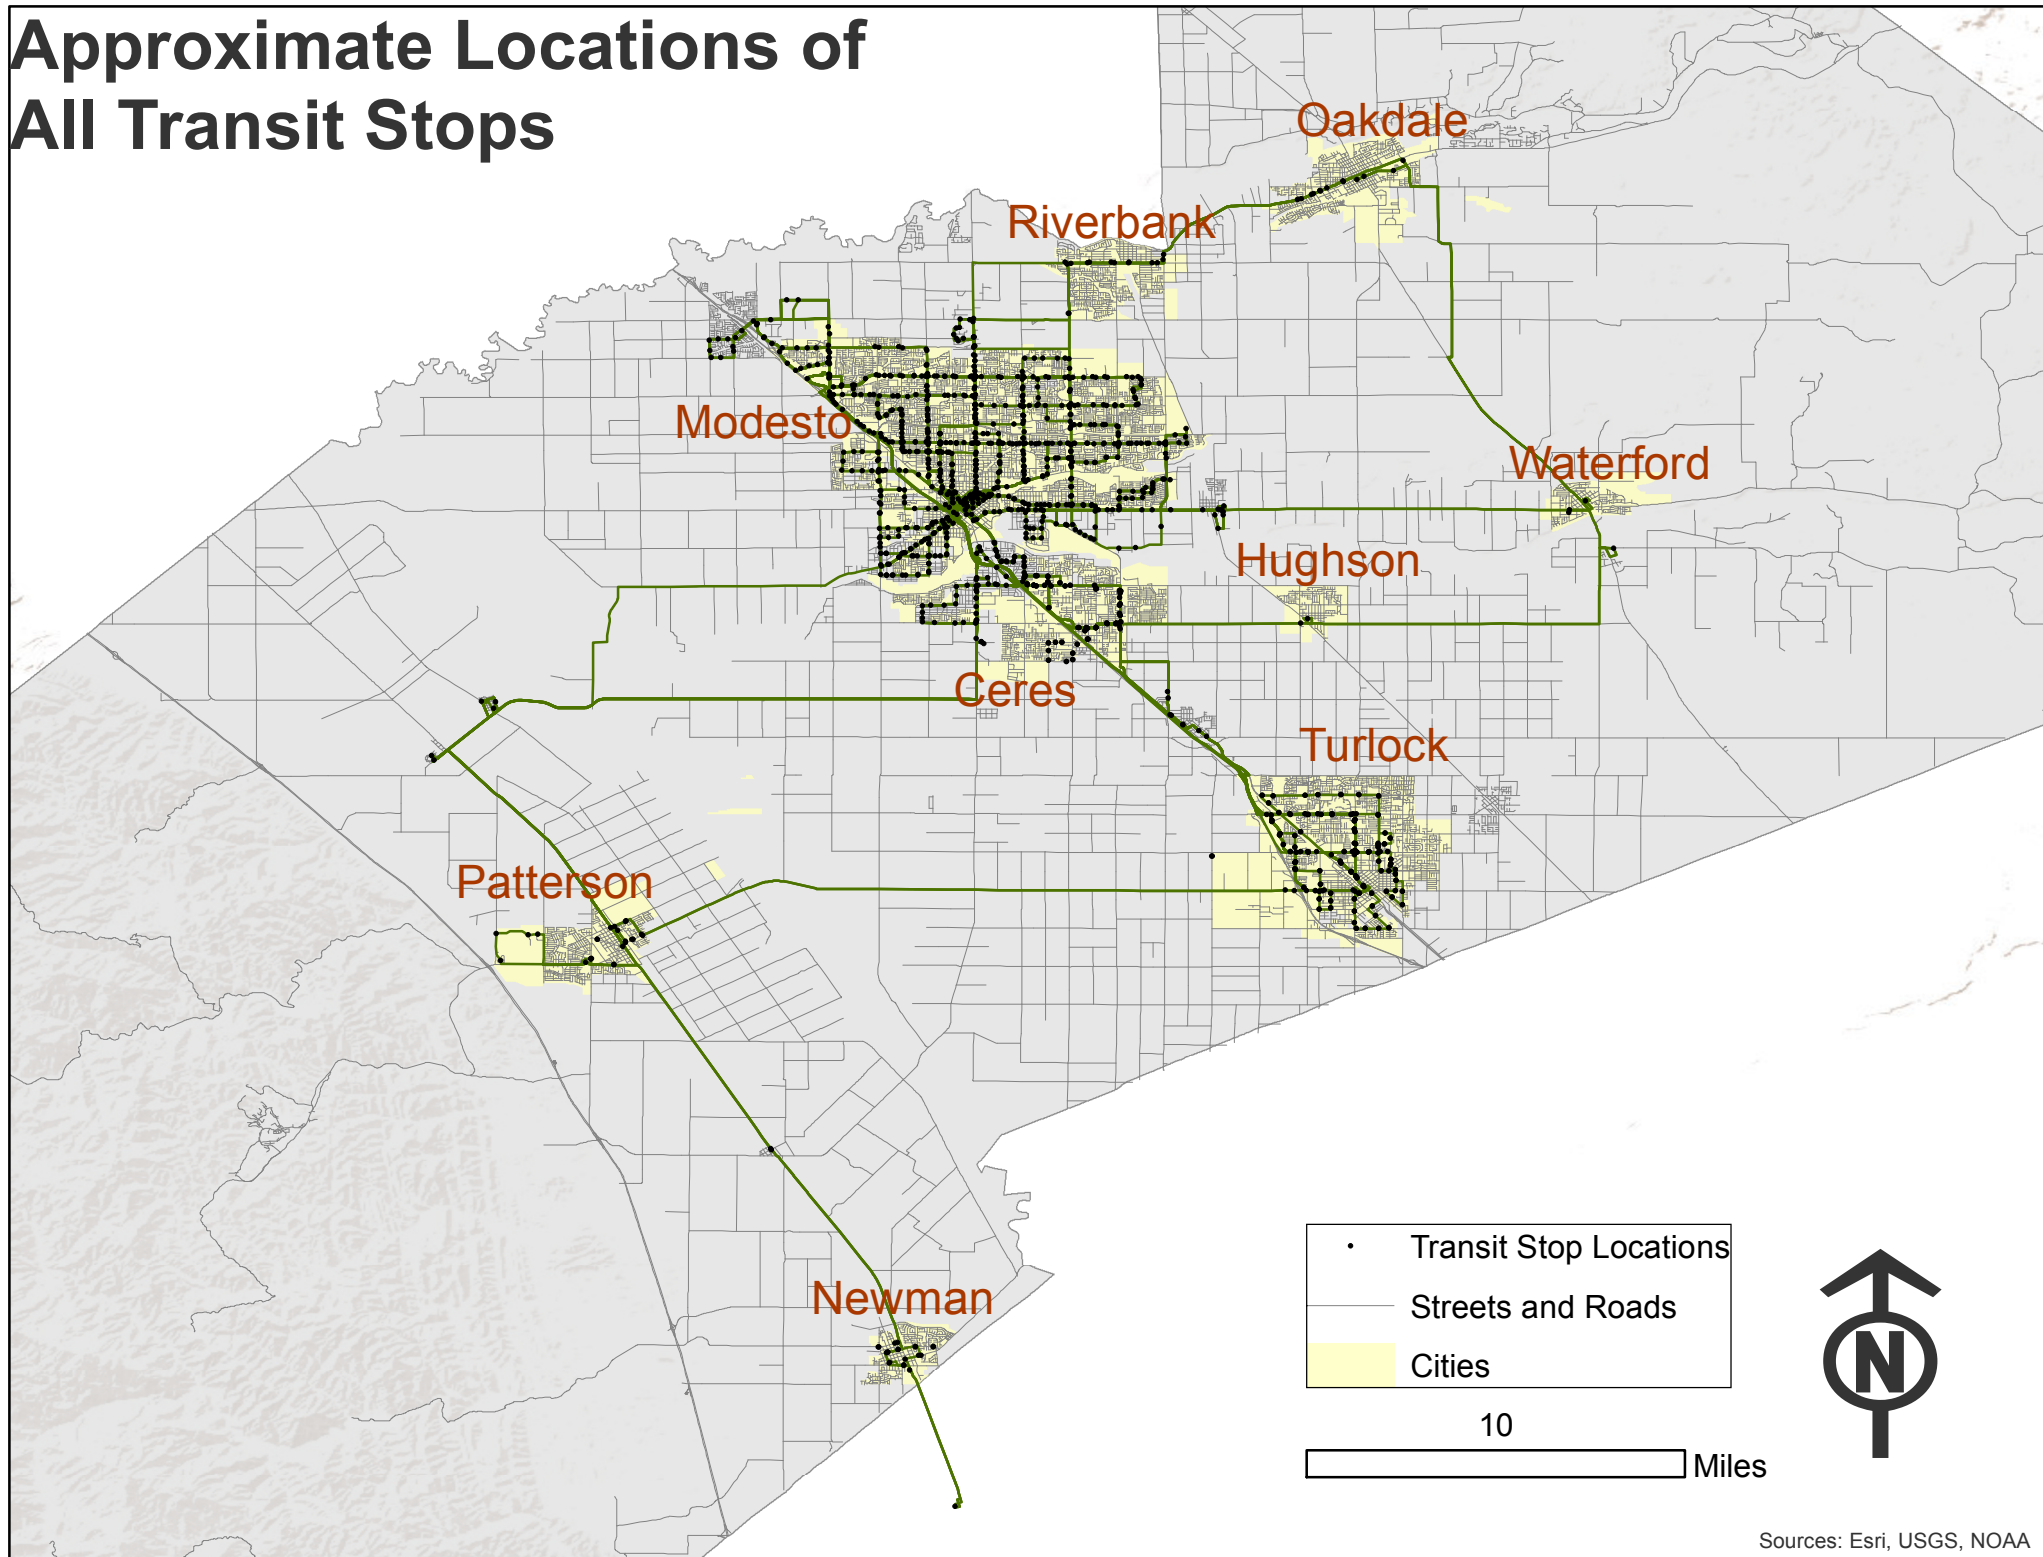 Approximate Locations of
All Transit Stops
Oakdale
Riverbank
Modesto
Waterford
Hughson
Ceres
Turlock
Patterson
Newman
Transit Stop Locations
Streets and Roads
Cities
10
Miles
N
Sources: Esri, USGS, NOAA